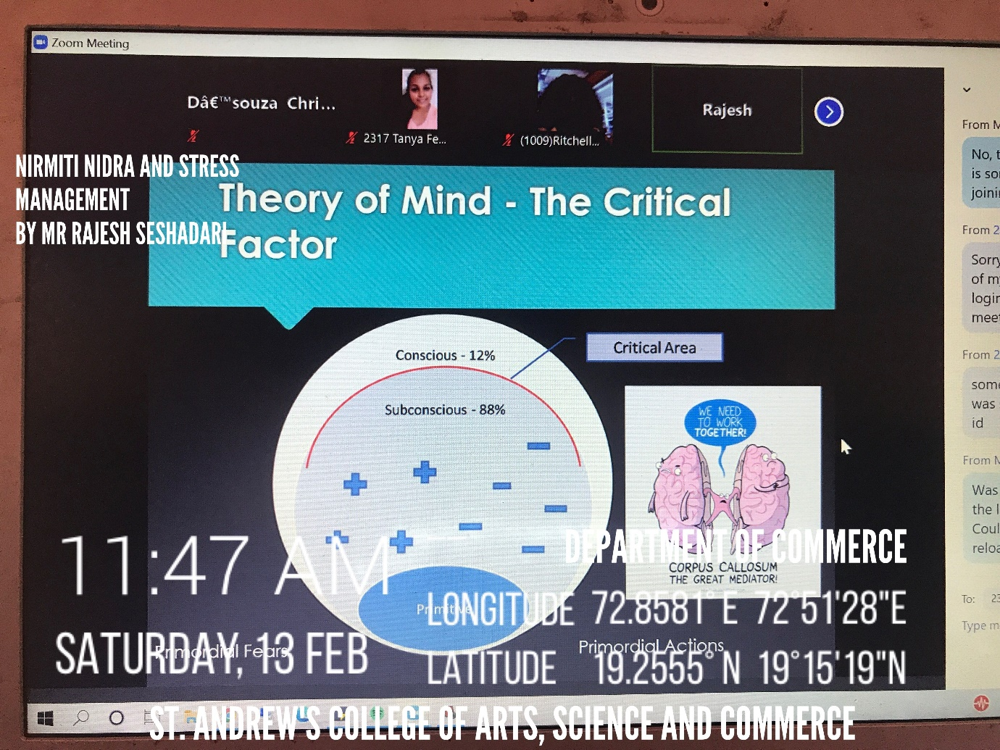 Zoom Meeting
Dâ€™souza Chri...
2317 Tanya Fe...
(1009)Ritchell...
Rajesh
NIRMITI NIDRA AND STRESS
MANAGEMENT
BY MR RAJESH SESHADARI
Theory of Mind - The Critical
Factor
Conscious - 12%
Critical Area
Subconscious - 88%
WE NEED
TO WORK
TOGETHER!
CORPUS CALLOSUM
THE GREAT MEDIATOR!
Primitive
Primordial Fears
Primordial Actions
From M
No, t
is so
joini
From 2
Sorry
of my
login
meet
From 2
some
was
id
From M
Was
the l
Coul
reloa
To: 23
Type m
11:47 AM
SATURDAY, 13 FEB
DEPARTMENT OF COMMERCE
LONGITUDE 72.8581° E 72°51'28"E
LATITUDE 19.2555° N 19°15'19"N
ST. ANDREW'S COLLEGE OF ARTS, SCIENCE AND COMMERCE